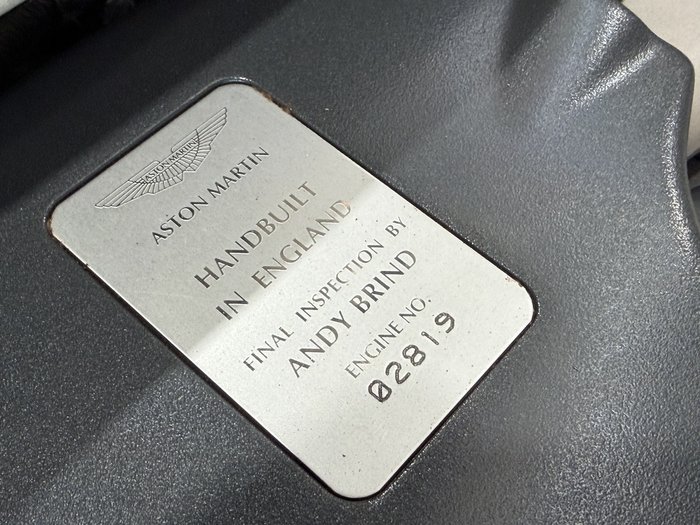 ASTON MARTIN
ASTON MARTIN
HANDBUILT
IN ENGLAND
FINAL INSPECTION BY
ANDY BRIND
ENGINE NO.
02819